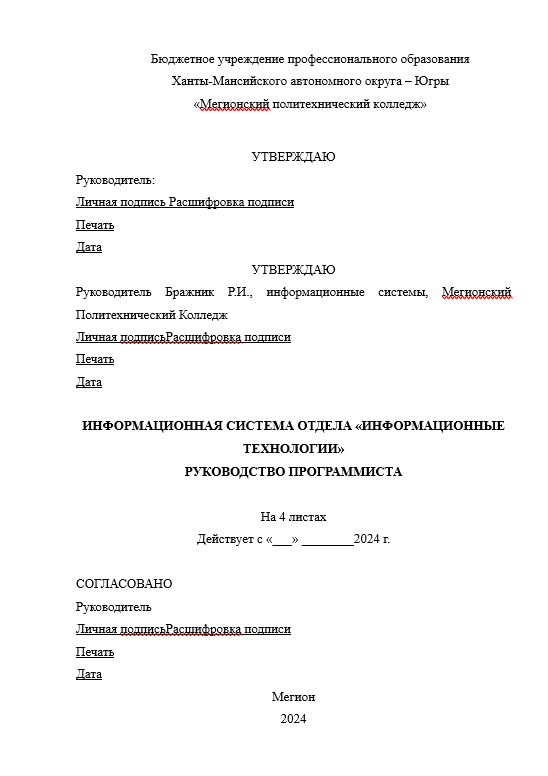 Бюджетное учреждение профессионального образования
Ханты-Мансийского автономного округа – Югры
«Мегионский политехнический колледж»
УТВЕРЖДАЮ
Руководитель:
Личная подпись Расшифровка подписи
Печать
Дата
УТВЕРЖДАЮ
Руководитель Бражник Р.И., информационные системы, Мегионский
Политехнический Колледж
Личная подписьРасшифровка подписи
Печать
Дата
ИНФОРМАЦИОННАЯ СИСТЕМА ОТДЕЛА «ИНФОРМАЦИОННЫЕ
ТЕХНОЛОГИИ»
РУКОВОДСТВО ПРОГРАММИСТА
На 4 листах
Действует с «___» ________2024 г.
СОГЛАСОВАНО
Руководитель
Личная подписьРасшифровка подписи
Печать
Дата
Мегион
2024